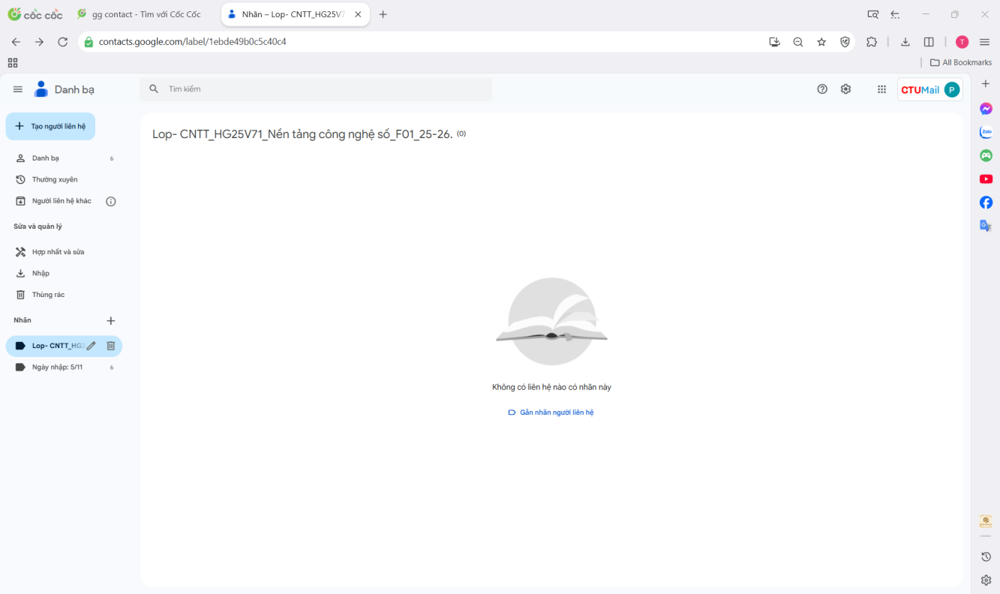 cốc cốc
gg contact - Tìm với Cốc Cốc
Nhãn – Lop- CNTT_HG25V7
contacts.google.com/label/1ebde49b0c5c40c4
T
All Bookmarks
Danh bạ
Tìm kiếm
CTUMail
P
Tạo người liên hệ
Lop- CNTT_HG25V71_Nền tảng công nghệ số_F01_25-26. (0)
Danh bạ 6
Thường xuyên
Người liên hệ khác
Sửa và quản lý
Hợp nhất và sửa
Nhập
Thùng rác
Nhãn
Lop- CNTT_HG2
Ngày nhập: 5/11 6
Không có liên hệ nào có nhãn này
Gắn nhãn người liên hệ
Zalo